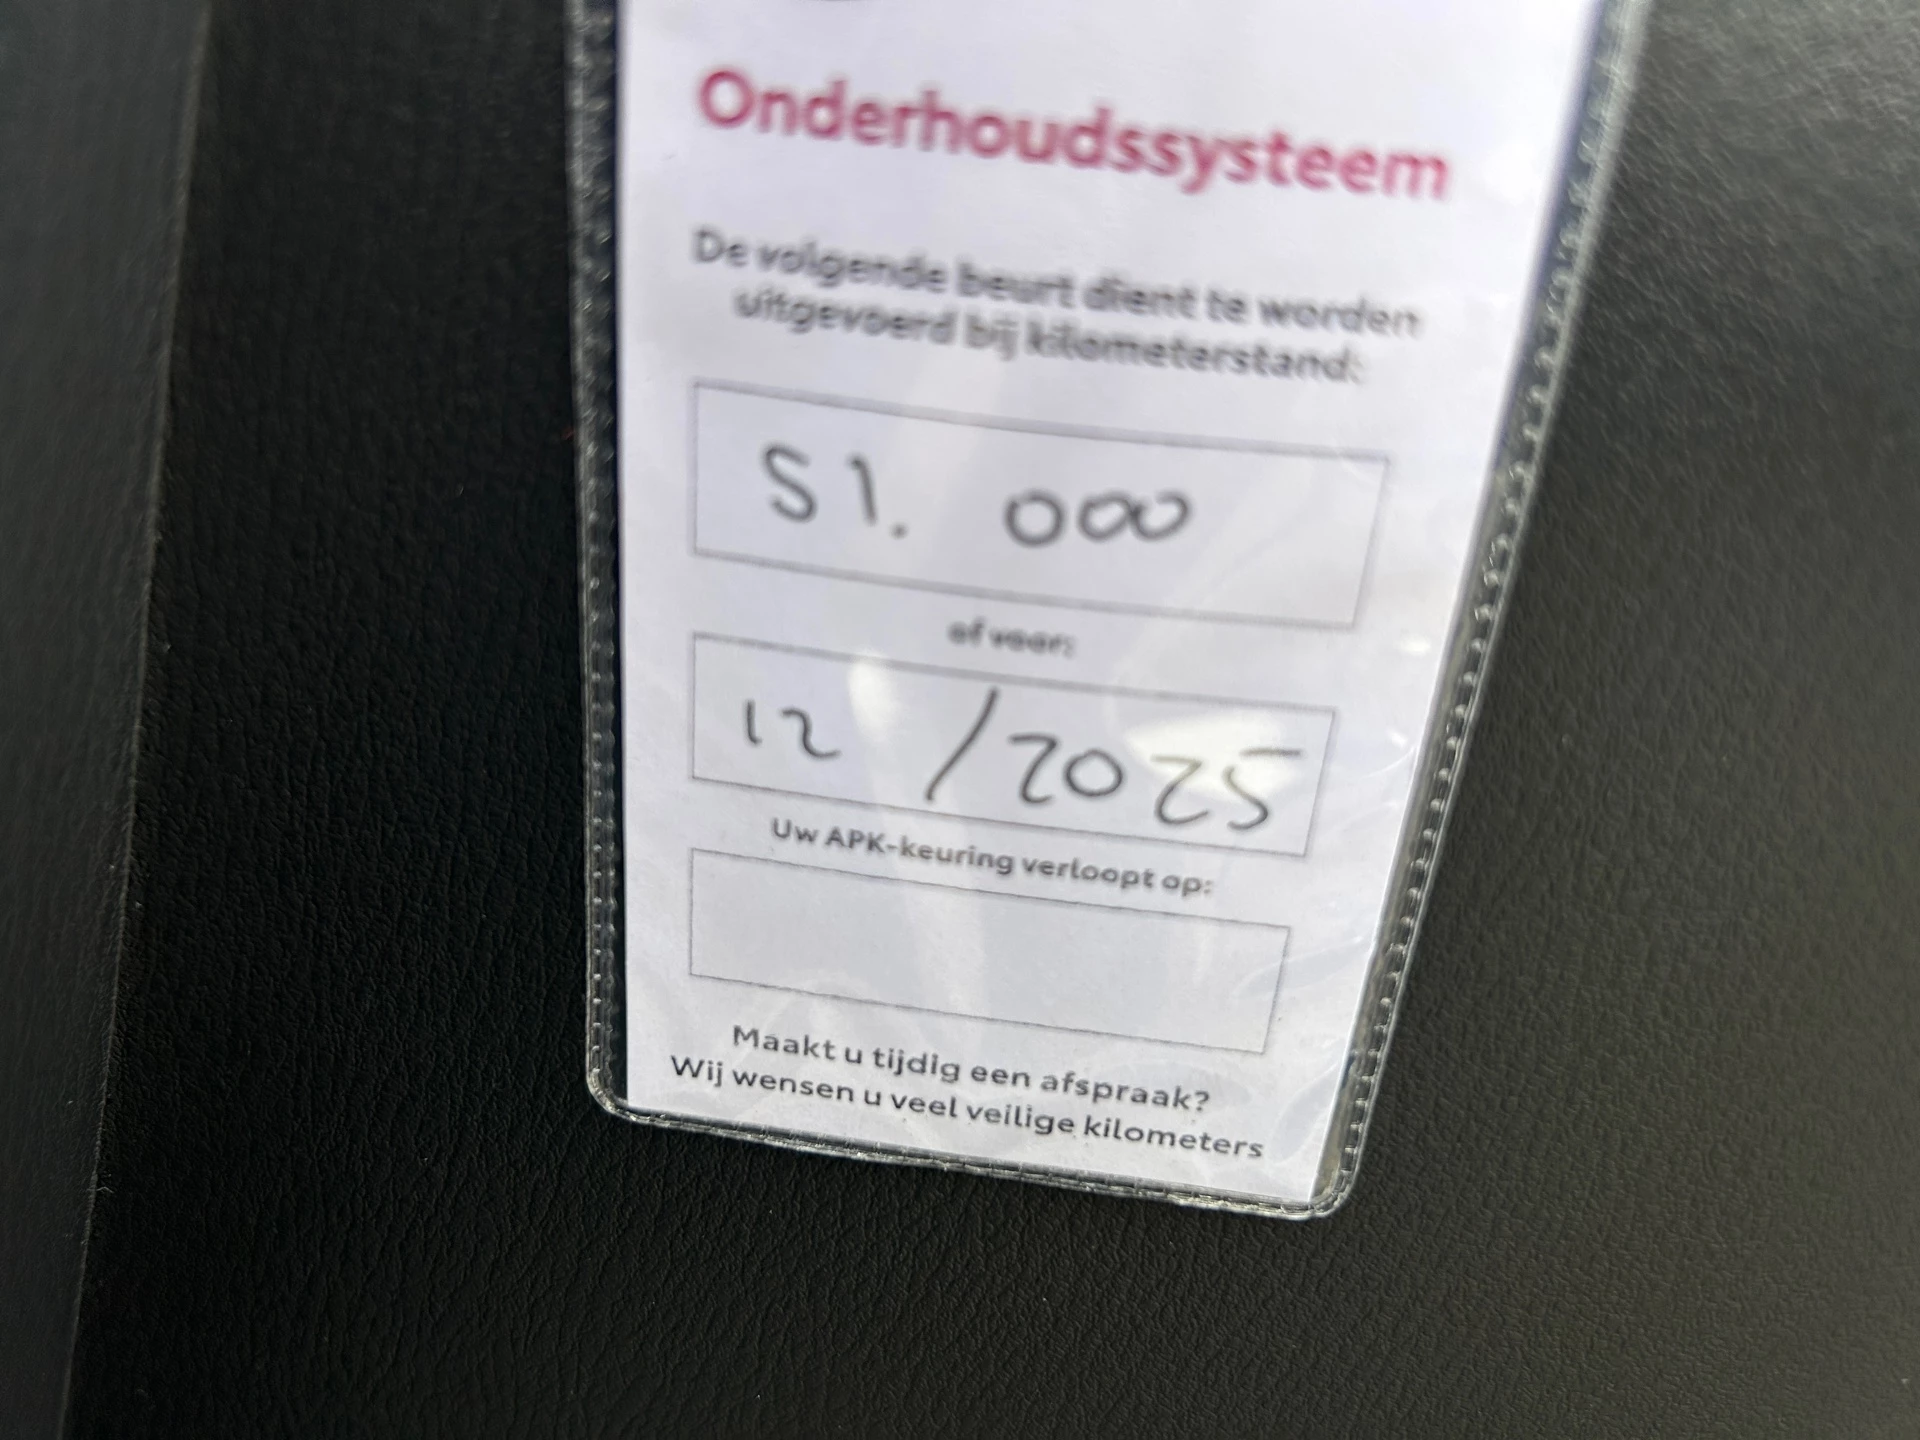 Onderhoudssysteem
De volgende beurt dient te worden
uitgevoerd bij kilometerstand:
51. 000
of voor:
12 / 2025
Uw APK-keuring verloopt op:
Maakt u tijdig een afspraak?
Wij wensen u veel veilige kilometers